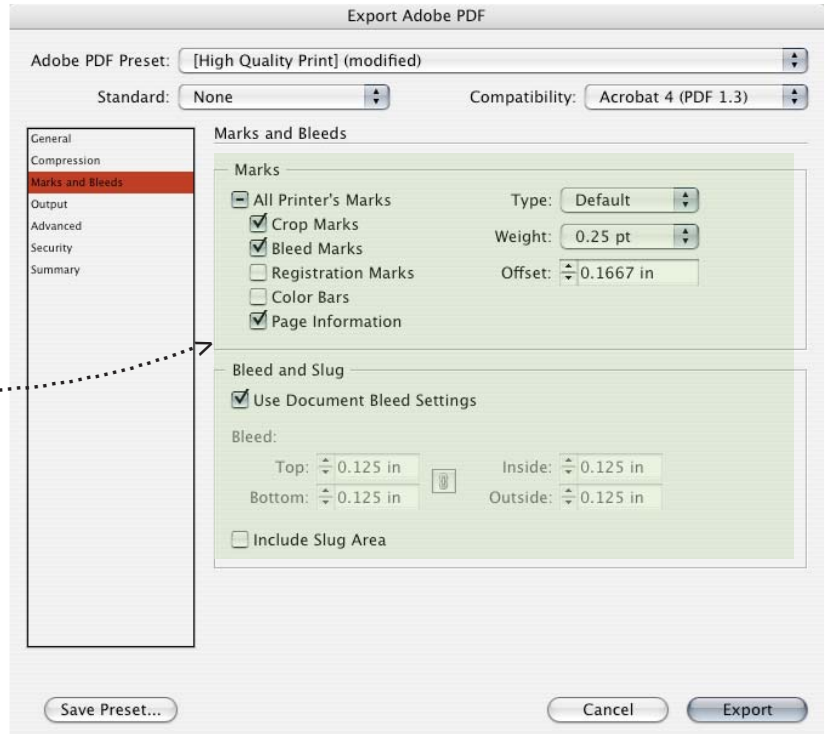 Export Adobe PDF
Adobe PDF Preset: [High Quality Print] (modified)
Standard: None Compatibility: Acrobat 4 (PDF 1.3)
General
Compression
Marks and Bleeds
Output
Advanced
Security
Summary
Marks and Bleeds
Marks
All Printer's Marks
Crop Marks
Bleed Marks
Registration Marks
Color Bars
Page Information
Type: Default
Weight: 0.25 pt
Offset: 0.1667 in
Bleed and Slug
Use Document Bleed Settings
Bleed:
Top: 0.125 in Inside: 0.125 in
Bottom: 0.125 in Outside: 0.125 in
Include Slug Area
Save Preset... Cancel Export